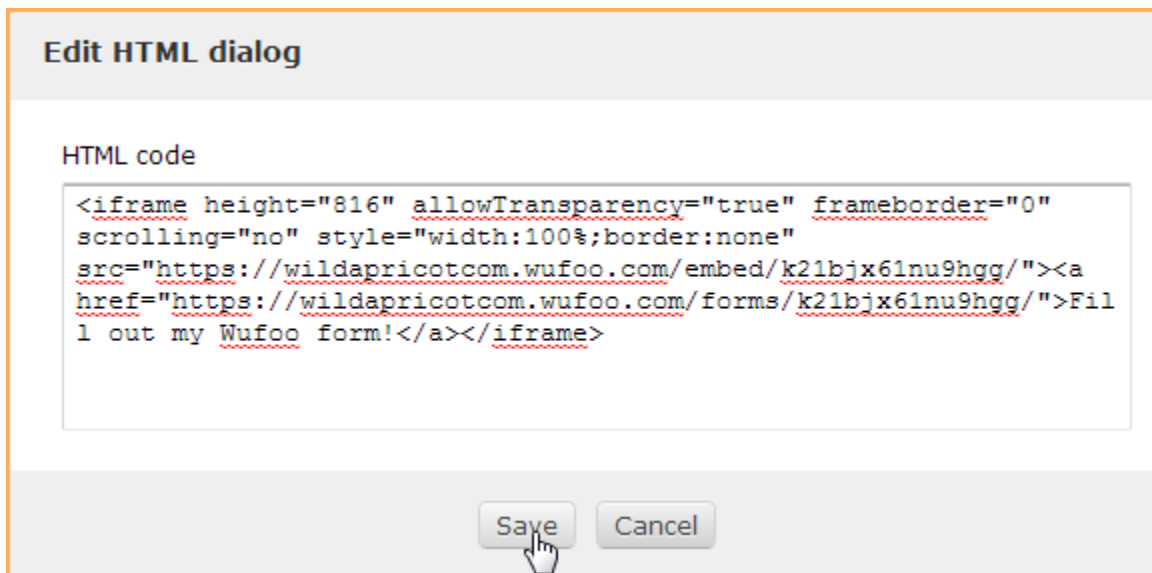 Edit HTML dialog
HTML code
<iframe height="816" allowTransparency="true" frameborder="0"
scrolling="no" style="width:100%;border:none"
src="https://wildapricotcom.wufoo.com/embed/k21bjx61nu9hgg/"><a
href="https://wildapricotcom.wufoo.com/forms/k21bjx61nu9hgg/">Fil
l out my Wufoo form!</a></iframe>
Save Cancel